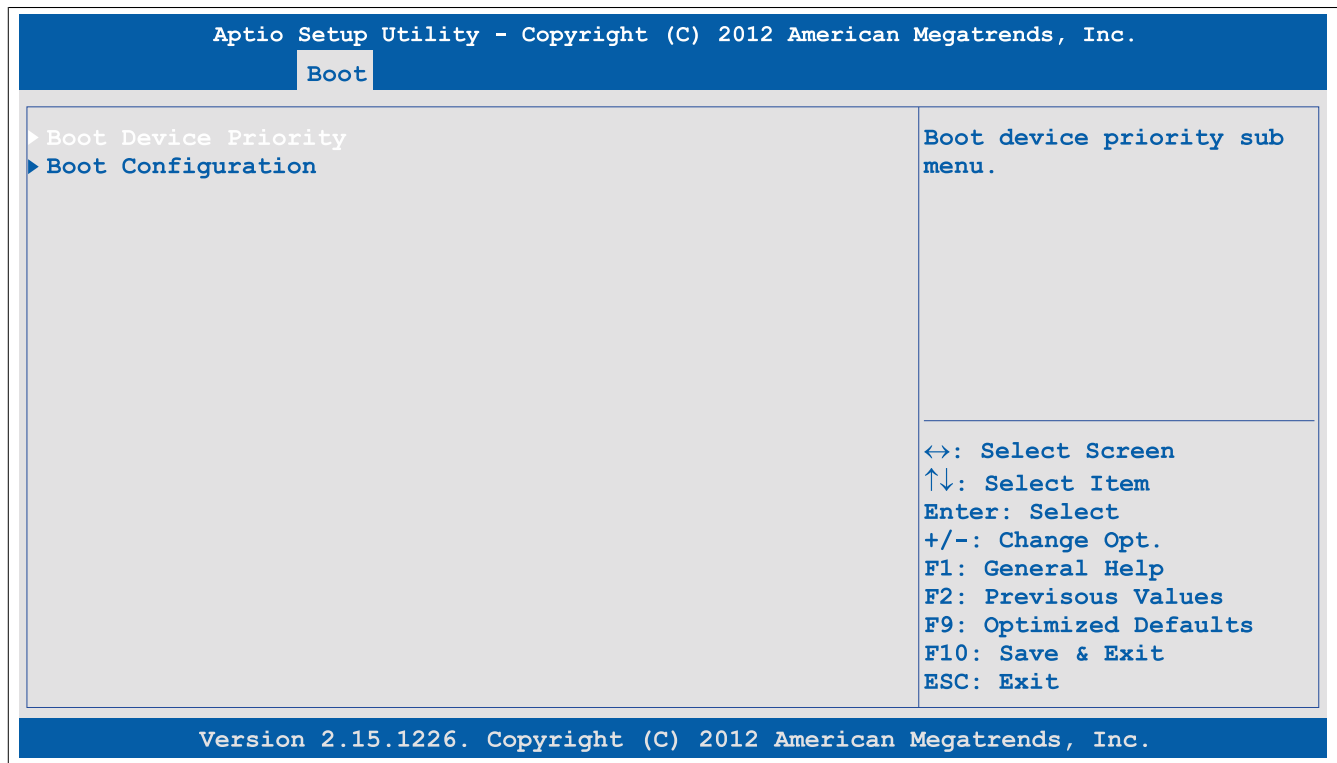 Aptio Setup Utility - Copyright (C) 2012 American Megatrends, Inc.
Boot
Boot Device Priority
Boot Configuration
Boot device priority sub
menu.
↔: Select Screen
↑↓: Select Item
Enter: Select
+/-: Change Opt.
F1: General Help
F2: Previsous Values
F9: Optimized Defaults
F10: Save & Exit
ESC: Exit
Version 2.15.1226. Copyright (C) 2012 American Megatrends, Inc.